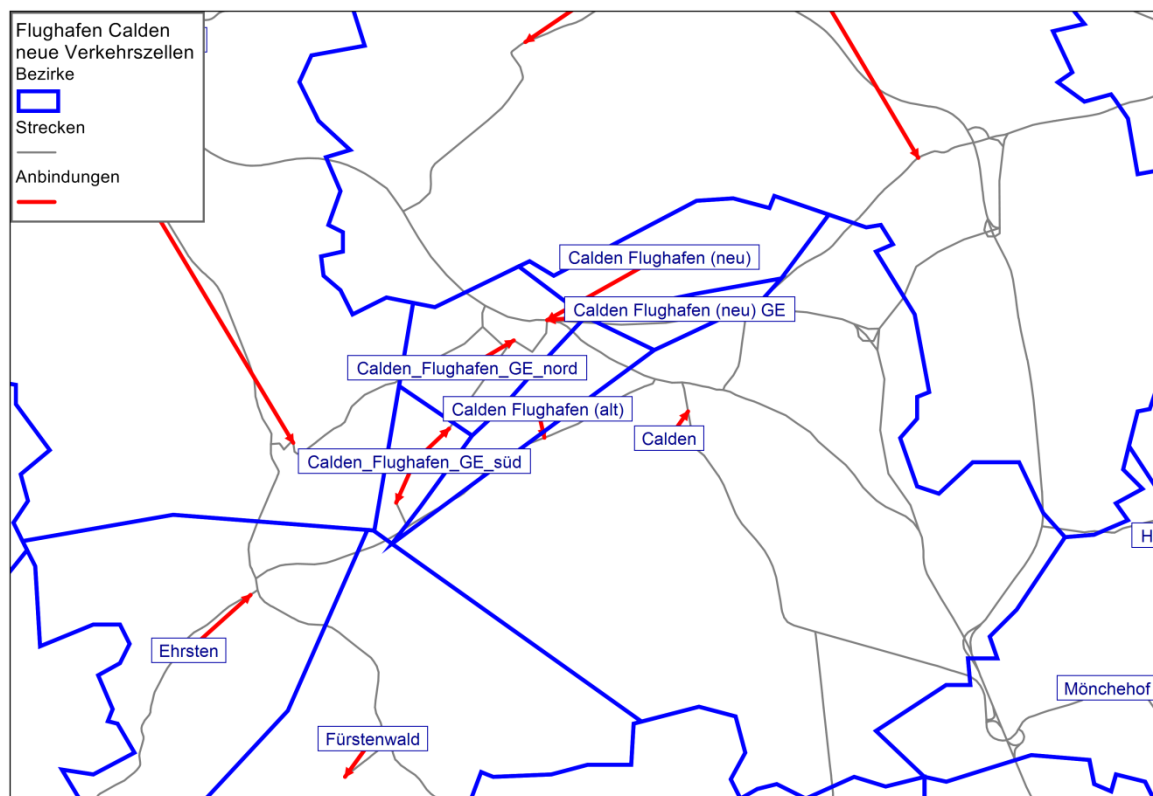 Flughafen Calden
neue Verkehrszellen
Bezirke
Strecken
Anbindungen
Calden Flughafen (neu)
Calden Flughafen (neu) GE
Calden_Flughafen_GE_nord
Calden Flughafen (alt)
Calden
Calden_Flughafen_GE_süd
H
Ehrsten
Mönchehof
Fürstenwald